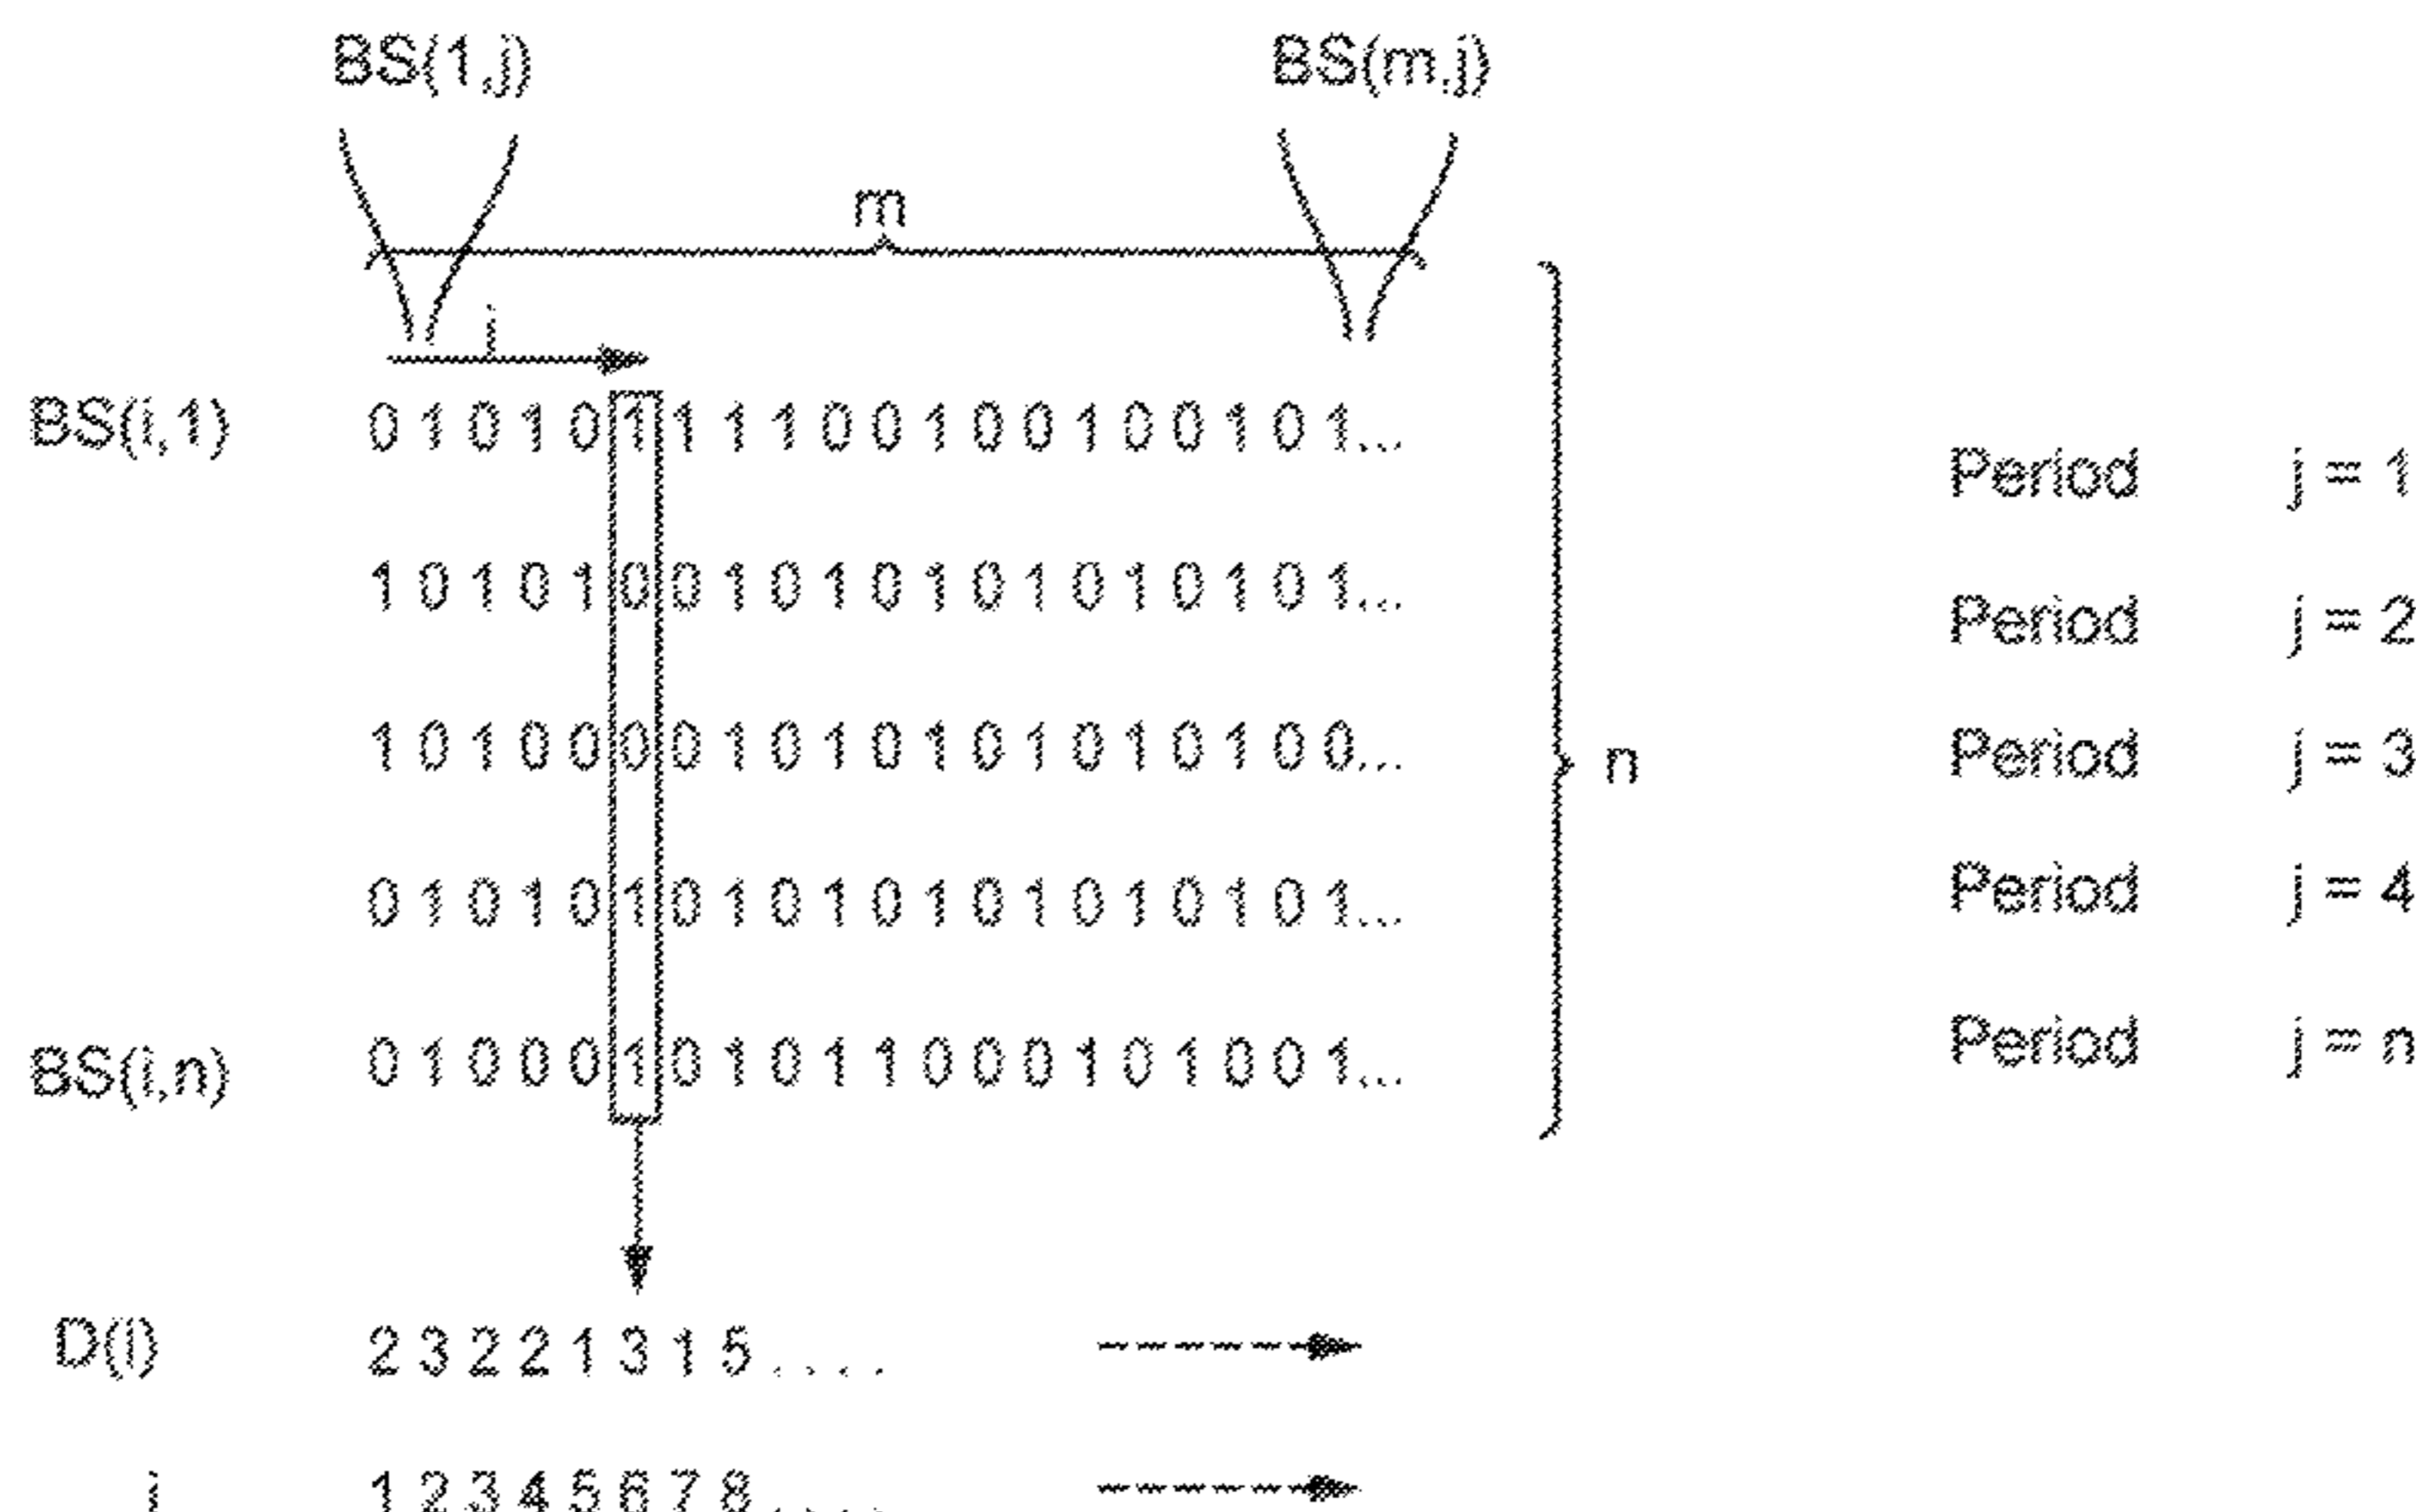 BS(1,j) BS(m,j)
m
i
BS(i,1) 0 1 0 1 0 1 1 1 1 0 0 1 0 0 1 0 0 1 0 1... Period j = 1
1 0 1 0 1 0 0 1 0 1 0 1 0 1 0 1 0 1 0 1... Period j = 2
1 0 1 0 0 0 0 1 0 1 0 1 0 1 0 1 0 1 0 0... n Period j = 3
0 1 0 1 0 1 0 1 0 1 0 1 0 1 0 1 0 1 0 1... Period j = 4
BS(i,n) 0 1 0 0 0 1 0 1 0 1 1 0 0 0 1 0 1 0 0 1... Period j = n
D(i) 2 3 2 2 1 3 1 5 . . . .
i 1 2 3 4 5 6 7 8 . . . .